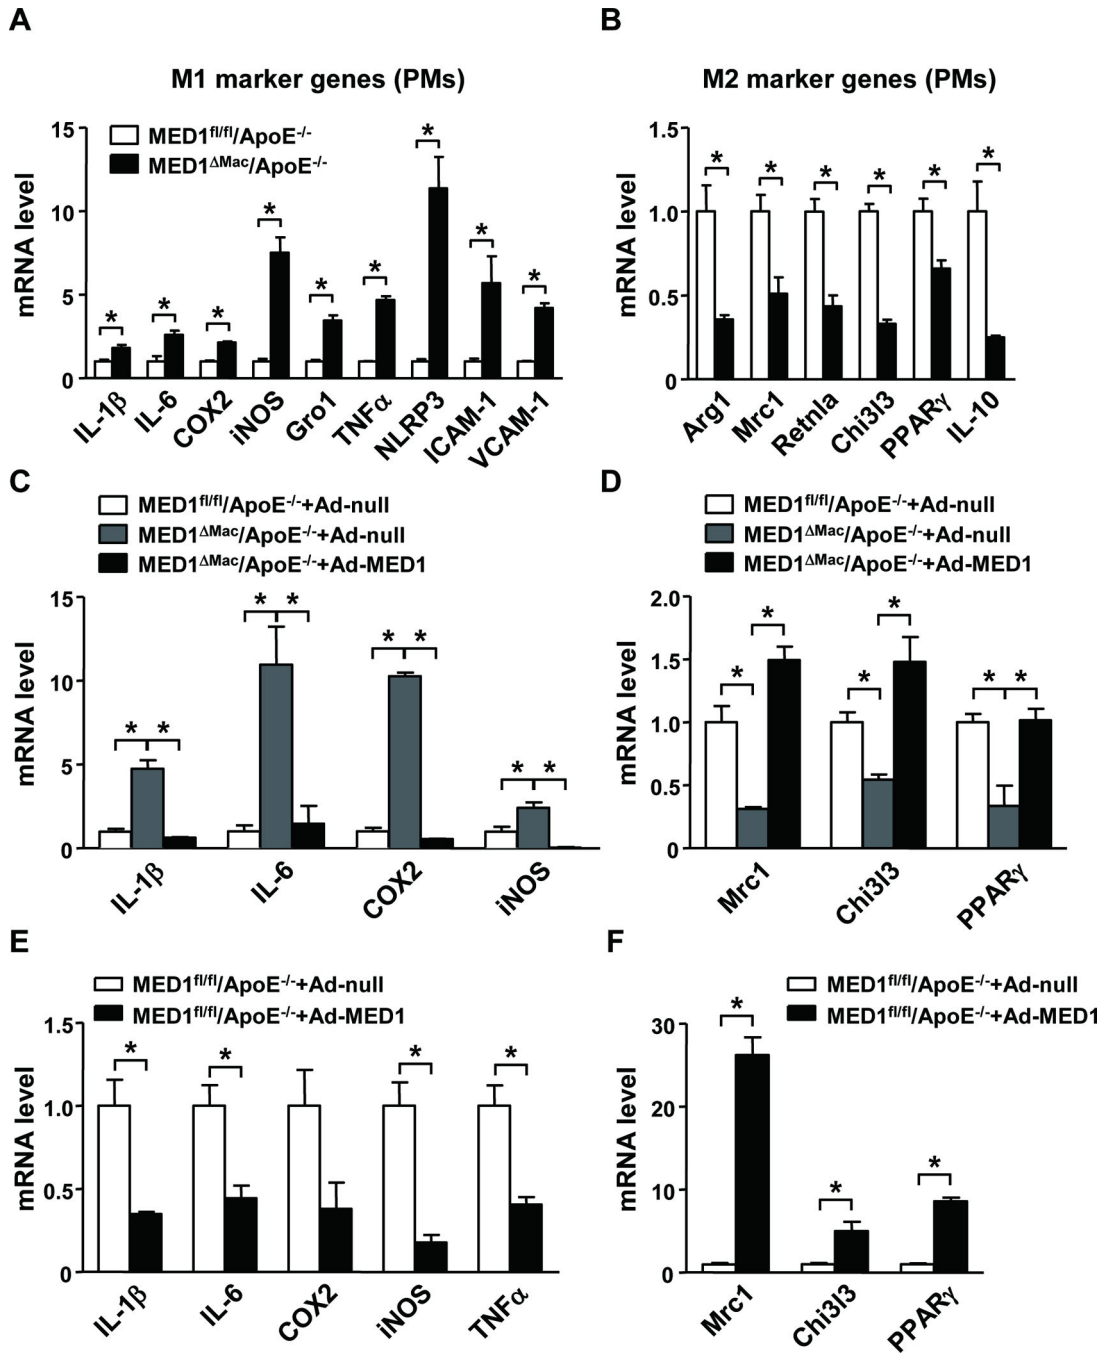 A
M1 marker genes (PMs)
MED1fl/fl/ApoE-/-
MED1ΔMac/ApoE-/-
mRNA level
15
10
5
0
* * * * * * * * *
IL-1β IL-6 COX2 iNOS Gro1 TNFα NLRP3 ICAM-1 VCAM-1
B
M2 marker genes (PMs)
mRNA level
1.5
1.0
0.5
0
* * * * * *
Arg1 Mrc1 Retnla Chi3l3 PPARγ IL-10
C
MED1fl/fl/ApoE-/-+Ad-null
MED1ΔMac/ApoE-/-+Ad-null
MED1ΔMac/ApoE-/-+Ad-MED1
mRNA level
15
10
5
0
* * * * * * * *
IL-1β IL-6 COX2 iNOS
D
MED1fl/fl/ApoE-/-+Ad-null
MED1ΔMac/ApoE-/-+Ad-null
MED1ΔMac/ApoE-/-+Ad-MED1
mRNA level
2.0
1.5
1.0
0.5
0
* * * * * *
Mrc1 Chi3l3 PPARγ
E
MED1fl/fl/ApoE-/-+Ad-null
MED1fl/fl/ApoE-/-+Ad-MED1
mRNA level
1.5
1.0
0.5
0
* * * *
IL-1β IL-6 COX2 iNOS TNFα
F
MED1fl/fl/ApoE-/-+Ad-null
MED1fl/fl/ApoE-/-+Ad-MED1
mRNA level
30
20
10
0
* * *
Mrc1 Chi3l3 PPARγ